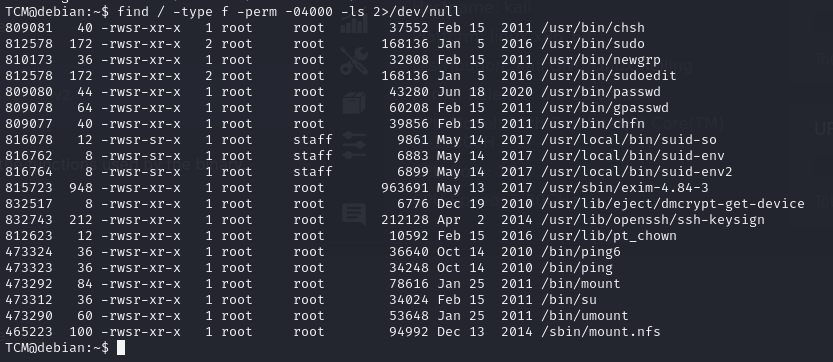 TCM@debian:~$ find / -type f -perm -04000 -ls 2>/dev/null
809081   40 -rwsr-xr-x   1 root     root        37552 Feb 15  2011 /usr/bin/chsh
812578  172 -rwsr-xr-x   2 root     root       168136 Jan  5  2016 /usr/bin/sudo
810173   36 -rwsr-xr-x   1 root     root        32808 Feb 15  2011 /usr/bin/newgrp
812578  172 -rwsr-xr-x   2 root     root       168136 Jan  5  2016 /usr/bin/sudoedit
809080   44 -rwsr-xr-x   1 root     root        43280 Jun 18  2020 /usr/bin/passwd
809078   64 -rwsr-xr-x   1 root     root        60208 Feb 15  2011 /usr/bin/gpasswd
809077   40 -rwsr-xr-x   1 root     root        39856 Feb 15  2011 /usr/bin/chfn
816078   12 -rwsr-sr-x   1 root     staff        9861 May 14  2017 /usr/local/bin/suid-so
816762    8 -rwsr-sr-x   1 root     staff        6883 May 14  2017 /usr/local/bin/suid-env
816764    8 -rwsr-sr-x   1 root     staff        6899 May 14  2017 /usr/local/bin/suid-env2
815723  948 -rwsr-xr-x   1 root     root       963691 May 13  2017 /usr/sbin/exim-4.84-3
832517    8 -rwsr-xr-x   1 root     root         6776 Dec 19  2010 /usr/lib/eject/dmcrypt-get-device
832743  212 -rwsr-xr-x   1 root     root       212128 Apr  2  2014 /usr/lib/openssh/ssh-keysign
812623   12 -rwsr-xr-x   1 root     root        10592 Feb 15  2016 /usr/lib/pt_chown
473324   36 -rwsr-xr-x   1 root     root        36640 Oct 14  2010 /bin/ping6
473323   36 -rwsr-xr-x   1 root     root        34248 Oct 14  2010 /bin/ping
473292   84 -rwsr-xr-x   1 root     root        78616 Jan 25  2011 /bin/mount
473312   36 -rwsr-xr-x   1 root     root        34024 Feb 15  2011 /bin/su
473290   60 -rwsr-xr-x   1 root     root        53648 Jan 25  2011 /bin/umount
465223  100 -rwsr-xr-x   1 root     root        94992 Dec 13  2014 /sbin/mount.nfs
TCM@debian:~$